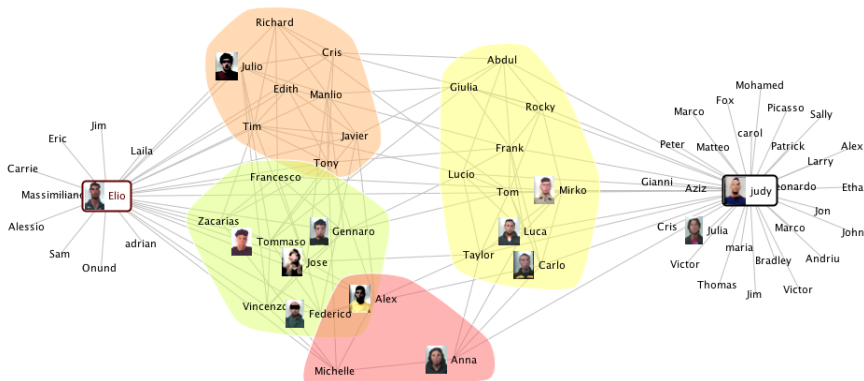 Richard
Cris
Julio
Edith
Manlio
Tim
Javier
Tony
Abdul
Giulia
Rocky
Frank
Lucio
Tom
Mirko
Luca
Taylor
Carlo
Francesco
Zacarias
Gennaro
Tommaso
Jose
Vincenzo
Federico
Alex
Anna
Michelle
Jim
Eric
Laila
Carrie
Massimiliano
Elio
Alessio
adrian
Sam
Onund
Mohamed
Fox
Picasso
Marco
Sally
carol
Peter
Matteo
Patrick
Alex
Larry
Gianni
Aziz
judy
eonardo
Etha
Jon
Cris
Julia
Marco
John
maria
Victor
Bradley
Andriu
Thomas
Jim
Victor